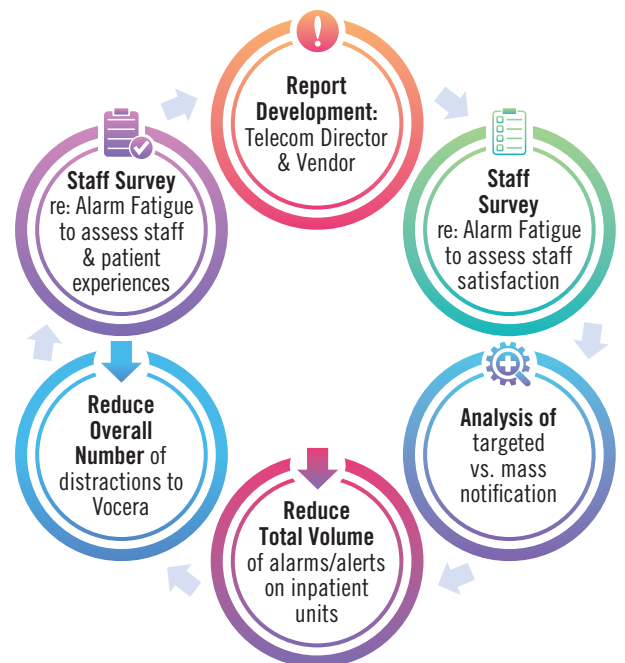 Report
Development:
Telecom Director
& Vendor
Staff
Survey
re: Alarm Fatigue
to assess staff
satisfaction
Analysis of
targeted
vs. mass
notification
Reduce
Total Volume
of alarms/alerts
on inpatient
units
Reduce
Overall
Number of
distractions to
Vocera
Staff Survey
re: Alarm Fatigue
to assess staff
& patient
experiences